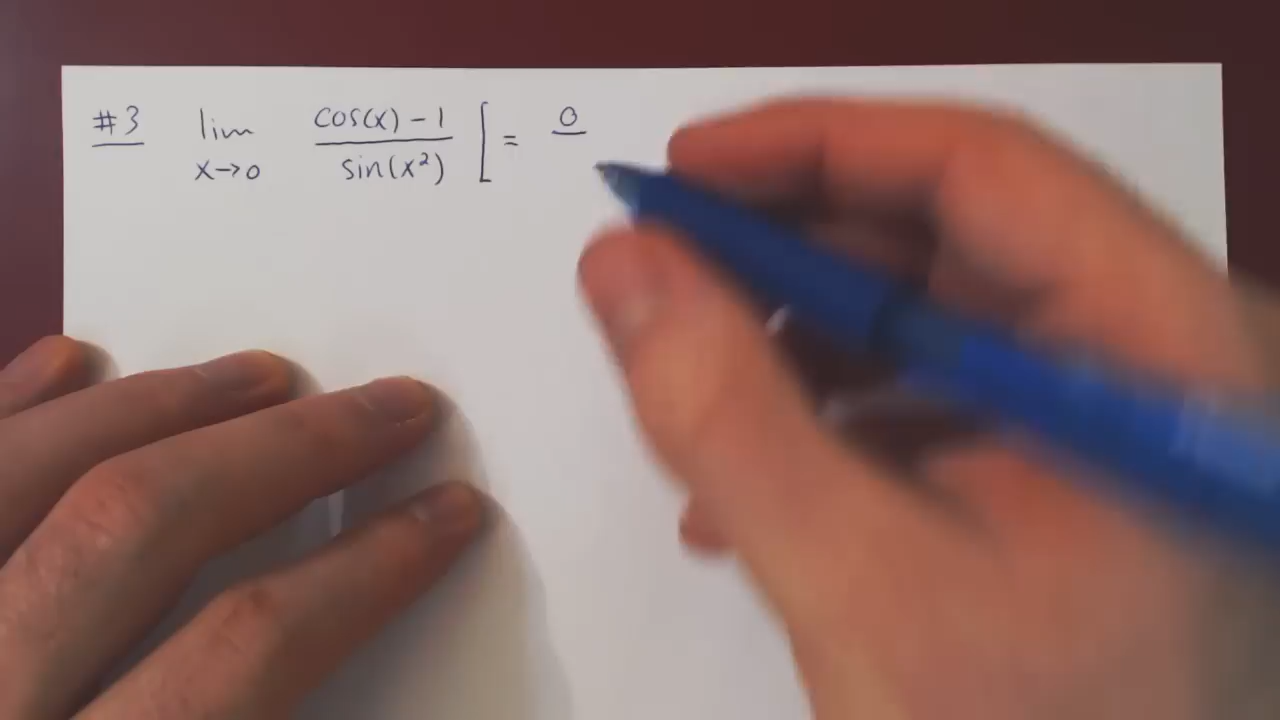 #3 lim x→0 cos(x) - 1 / sin(x²) [ = 0